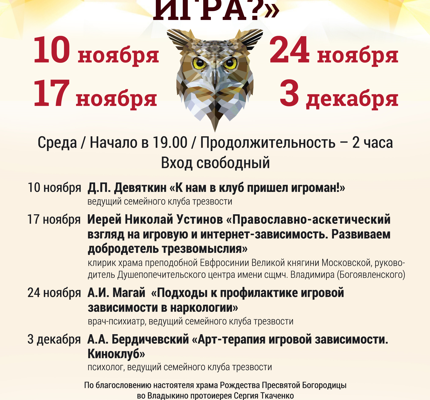 ИГРА?»
10 ноября 24 ноября
17 ноября 3 декабря
Среда / Начало в 19.00 / Продолжительность – 2 часа
Вход свободный
10 ноября Д.П. Девяткин «К нам в клуб пришел игроман!»
ведущий семейного клуба трезвости
17 ноября Иерей Николай Устинов «Православно-аскетический
взгляд на игровую и интернет-зависимость. Развиваем
добродетель трезвомыслия»
клирик храма преподобной Евфросинии Великой княгини Московской, руково-
дитель Душепопечительского центра имени сщмч. Владимира (Богоявленского)
24 ноября А.И. Магай «Подходы к профилактике игровой
зависимости в наркологии»
врач-психиатр, ведущий семейного клуба трезвости
3 декабря А.А. Бердичевский «Арт-терапия игровой зависимости.
Киноклуб»
психолог, ведущий семейного клуба трезвости
По благословению настоятеля храма Рождества Пресвятой Богородицы
во Владыкино протоиерея Сергия Ткаченко